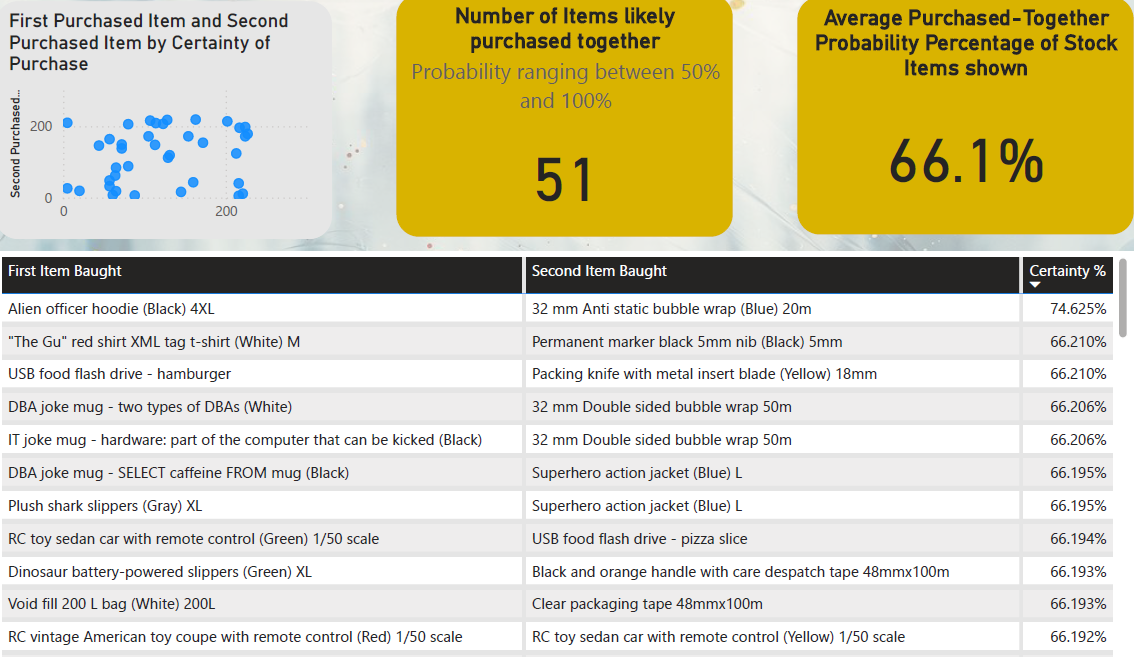 First Purchased Item and Second
Purchased Item by Certainty of
Purchase
Second Purchased...
200
0
0
200
Number of Items likely
purchased together
Probability ranging between 50%
and 100%
51
Average Purchased-Together
Probability Percentage of Stock
Items shown
66.1%
First Item Baught Second Item Baught Certainty %
Alien officer hoodie (Black) 4XL 32 mm Anti static bubble wrap (Blue) 20m 74.625%
"The Gu" red shirt XML tag t-shirt (White) M Permanent marker black 5mm nib (Black) 5mm 66.210%
USB food flash drive - hamburger Packing knife with metal insert blade (Yellow) 18mm 66.210%
DBA joke mug - two types of DBAs (White) 32 mm Double sided bubble wrap 50m 66.206%
IT joke mug - hardware: part of the computer that can be kicked (Black) 32 mm Double sided bubble wrap 50m 66.206%
DBA joke mug - SELECT caffeine FROM mug (Black) Superhero action jacket (Blue) L 66.195%
Plush shark slippers (Gray) XL Superhero action jacket (Blue) L 66.195%
RC toy sedan car with remote control (Green) 1/50 scale USB food flash drive - pizza slice 66.194%
Dinosaur battery-powered slippers (Green) XL Black and orange handle with care despatch tape 48mmx100m 66.193%
Void fill 200 L bag (White) 200L Clear packaging tape 48mmx100m 66.193%
RC vintage American toy coupe with remote control (Red) 1/50 scale RC toy sedan car with remote control (Yellow) 1/50 scale 66.192%